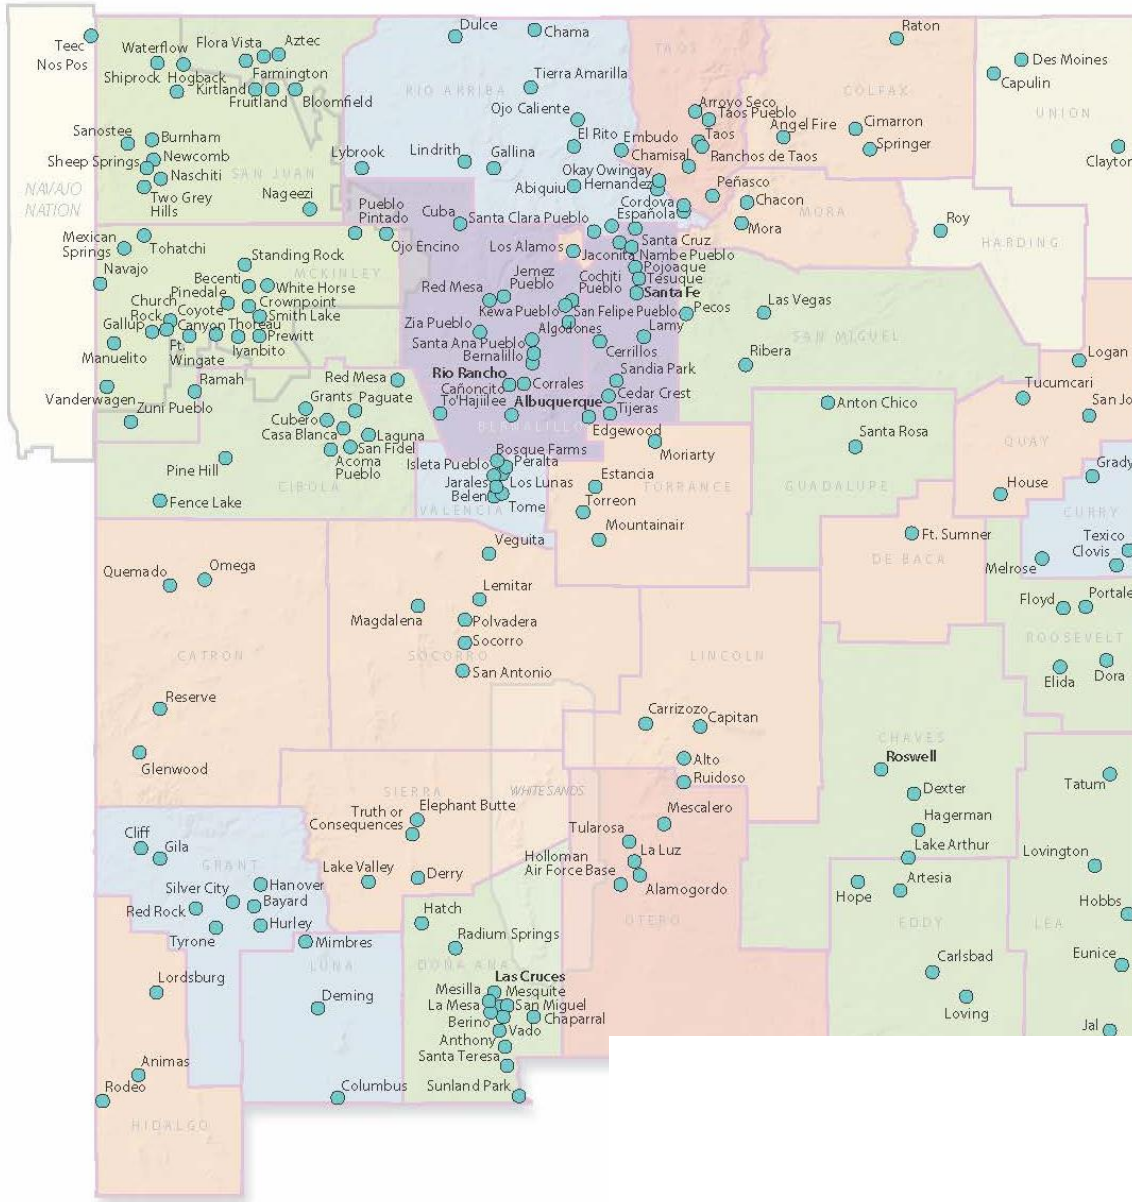 Dulce
Chama
Raton
Teec
Nos Pos
Waterflow
Flora Vista
Aztec
TAOS
Des Moines
Shiprock
Hogback
Farmington
Tierra Amarilla
Capulin
Kirtland
Fruitland
Bloomfield
RIO ARRIBA
COLFAX
UNION
Ojo Caliente
Arroyo Seco
Taos Pueblo
Sanostee
Burnham
El Rito
Embudo
Taos
Angel Fire
Cimarron
Sheep Springs
Newcomb
Lybrook
Lindrith
Gallina
Chamisal
Ranchos de Taos
Springer
Clayton
Naschiti
SAN JUAN
Okay Owingay
NAVAJO
NATION
Two Grey
Hills
Nageezi
Abiquiu
Hernandez
Peñasco
Pueblo
Pintado
Cuba
Santa Clara Pueblo
Cordova
Española
Chacon
MORA
Roy
Mora
HARDING
Mexican
Springs
Tohatchi
Ojo Encino
Los Alamos
Santa Cruz
Jaconita
Nambe Pueblo
Navajo
Standing Rock
MCKINLEY
Jemez
Pueblo
Cochiti
Pueblo
Pojoaque
Tesuque
Becenti
White Horse
Red Mesa
Santa Fe
Pinedale
Crownpoint
Kewa Pueblo
San Felipe Pueblo
Pecos
Las Vegas
Church
Rock
Coyote
Canyon
Smith Lake
Gallup
Thoreau
Prewitt
Zia Pueblo
Algodones
Lamy
SAN MIGUEL
Manuelito
Ft.
Wingate
Iyanbito
Santa Ana Pueblo
Bernalillo
Cerrillos
Ribera
Logan
Rio Rancho
Sandia Park
Vanderwagen
Ramah
Red Mesa
Cañoncito
To'Hajiilee
Corrales
Cedar Crest
Tucumcari
Zuni Pueblo
Grants
Paguate
Albuquerque
Tijeras
Anton Chico
San Jo
Cubero
Casa Blanca
Laguna
BERNALILLO
Edgewood
QUAY
San Fidel
Bosque Farms
Moriarty
Santa Rosa
Acoma
Pueblo
Isleta Pueblo
Peralta
Pine Hill
Jarales
Los Lunas
Estancia
Grady
CIBOLA
Belen
TORRANCE
GUADALUPE
House
Fence Lake
VALENCIA
Tome
Torreon
CURRY
Mountainair
Ft. Sumner
Texico
Veguita
DE BACA
Clovis
Quemado
Omega
Melrose
Lemitar
Floyd
Portale
Magdalena
Polvadera
ROOSEVELT
CATRON
SOCORRO
Socorro
LINCOLN
San Antonio
Elida
Dora
Reserve
Carrizozo
Capitan
CHAVES
Glenwood
Alto
Roswell
Ruidoso
Tatum
SIERRA
WHITE SANDS
Dexter
Truth or
Consequences
Elephant Butte
Mescalero
Hagerman
Cliff
Gila
Tularosa
La Luz
Lake Arthur
Lovington
GRANT
Lake Valley
Derry
Holloman
Air Force Base
Alamogordo
Artesia
Silver City
Hanover
Hope
Bayard
Hobbs
Red Rock
Hatch
OTERO
EDDY
LEA
Tyrone
Hurley
Mimbres
Radium Springs
Eunice
LUNA
DONA ANA
Carlsbad
Lordsburg
Las Cruces
Deming
Mesilla
Mesquite
Loving
La Mesa
San Miguel
Berino
Chaparral
Jal
Vado
Anthony
Animas
Santa Teresa
Rodeo
Columbus
Sunland Park
HIDALGO